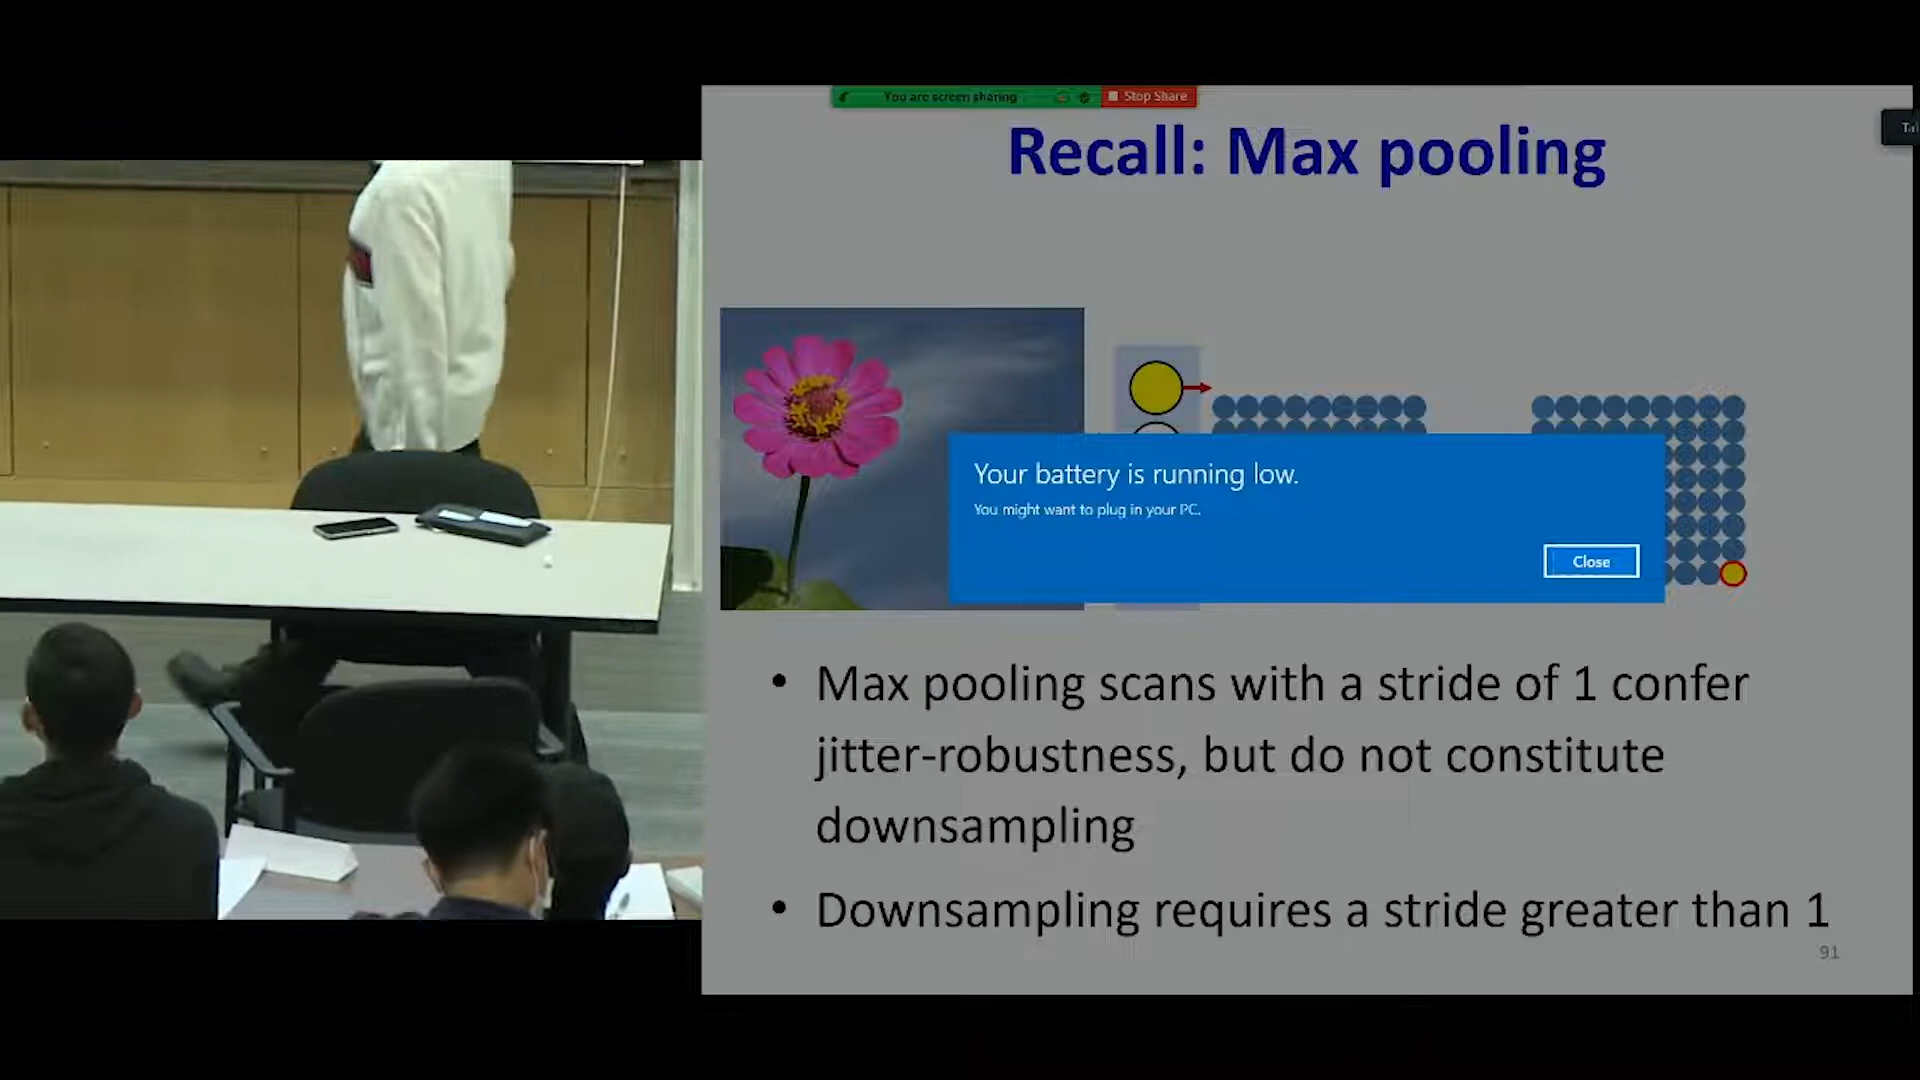 You are screen sharing
Stop Share
Recall: Max pooling
Your battery is running low.
You might want to plug in your PC.
Close
• Max pooling scans with a stride of 1 confer
jitter-robustness, but do not constitute
downsampling
• Downsampling requires a stride greater than 1
91